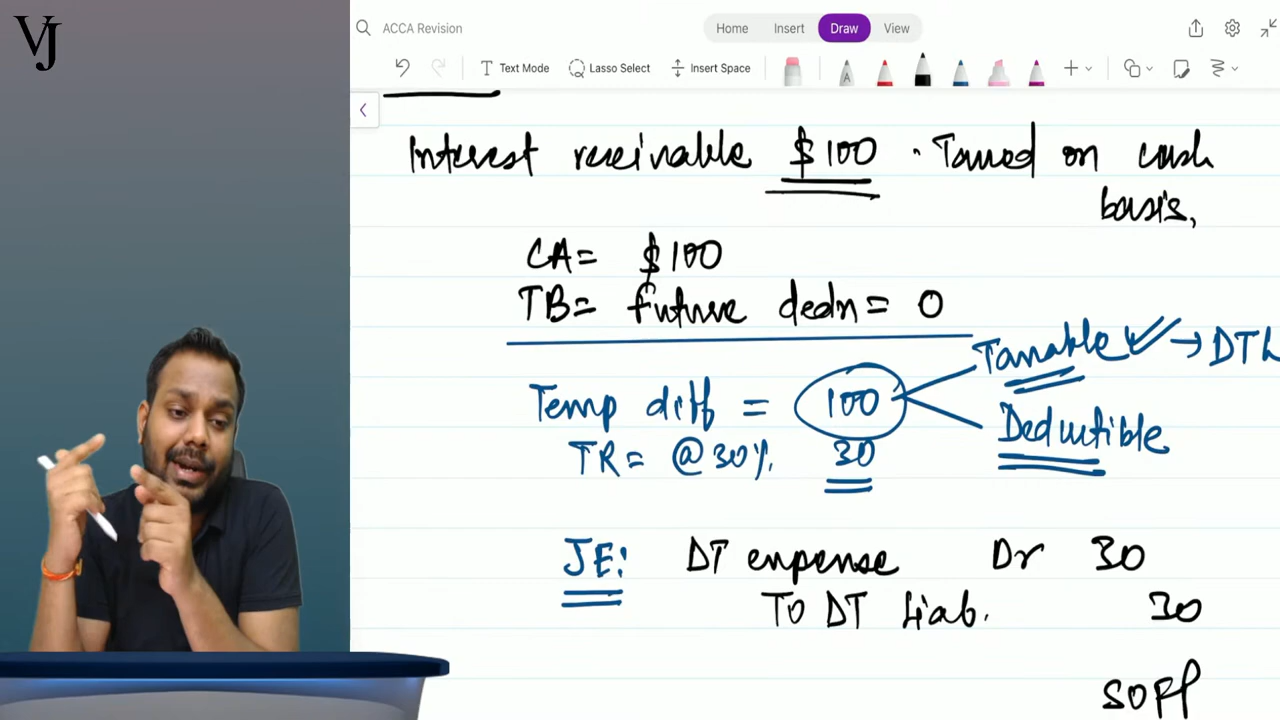 VJ
ACCA Revision
Home Insert Draw View
Text Mode Lasso Select Insert Space
Interest receivable $100 . Taxed on cash
basis,
CA= $100
TB= future dedn = 0
Taxable → DTL
Temp diff = 100
Deductible
TR= @30% 30
JE: DT expense Dr 30
To DT Liab. 30
SOPL